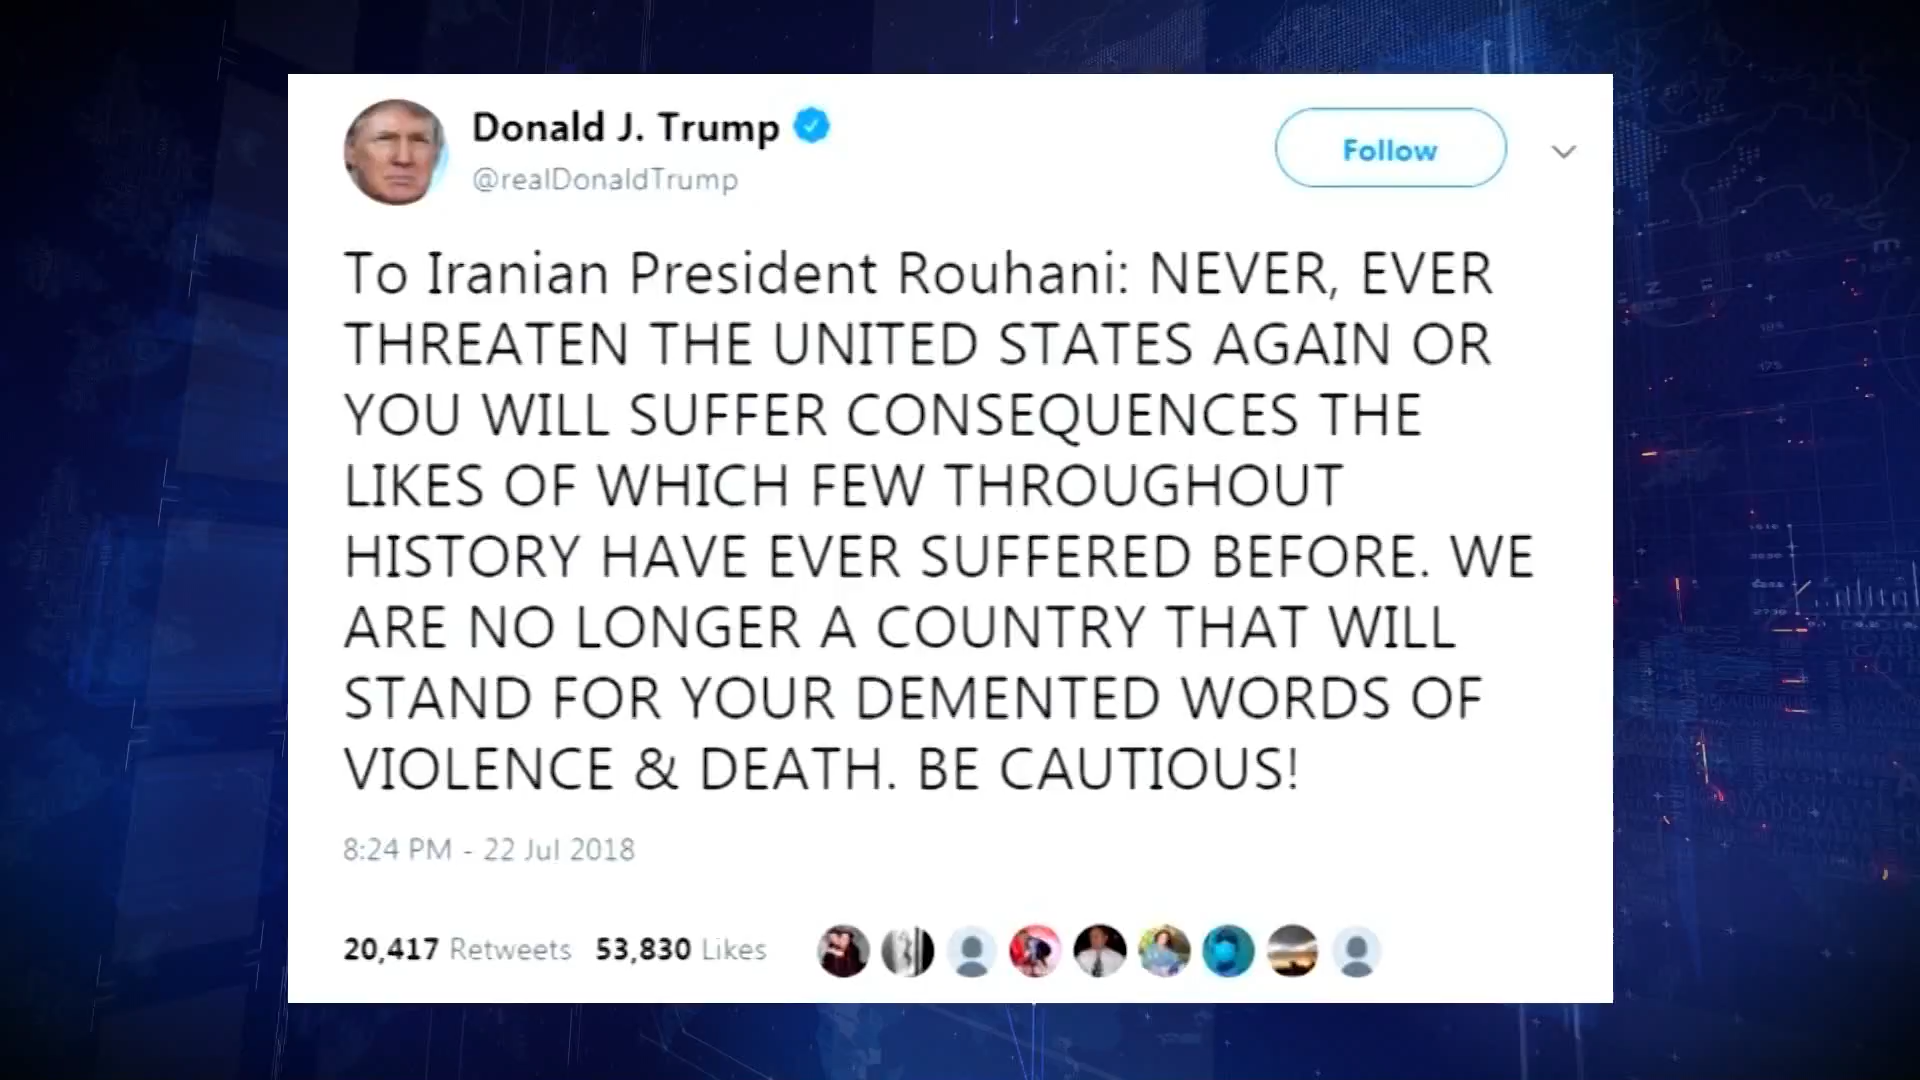 Donald J. Trump
@realDonaldTrump
Follow
To Iranian President Rouhani: NEVER, EVER
THREATEN THE UNITED STATES AGAIN OR
YOU WILL SUFFER CONSEQUENCES THE
LIKES OF WHICH FEW THROUGHOUT
HISTORY HAVE EVER SUFFERED BEFORE. WE
ARE NO LONGER A COUNTRY THAT WILL
STAND FOR YOUR DEMENTED WORDS OF
VIOLENCE & DEATH. BE CAUTIOUS!
8:24 PM - 22 Jul 2018
20,417 Retweets 53,830 Likes